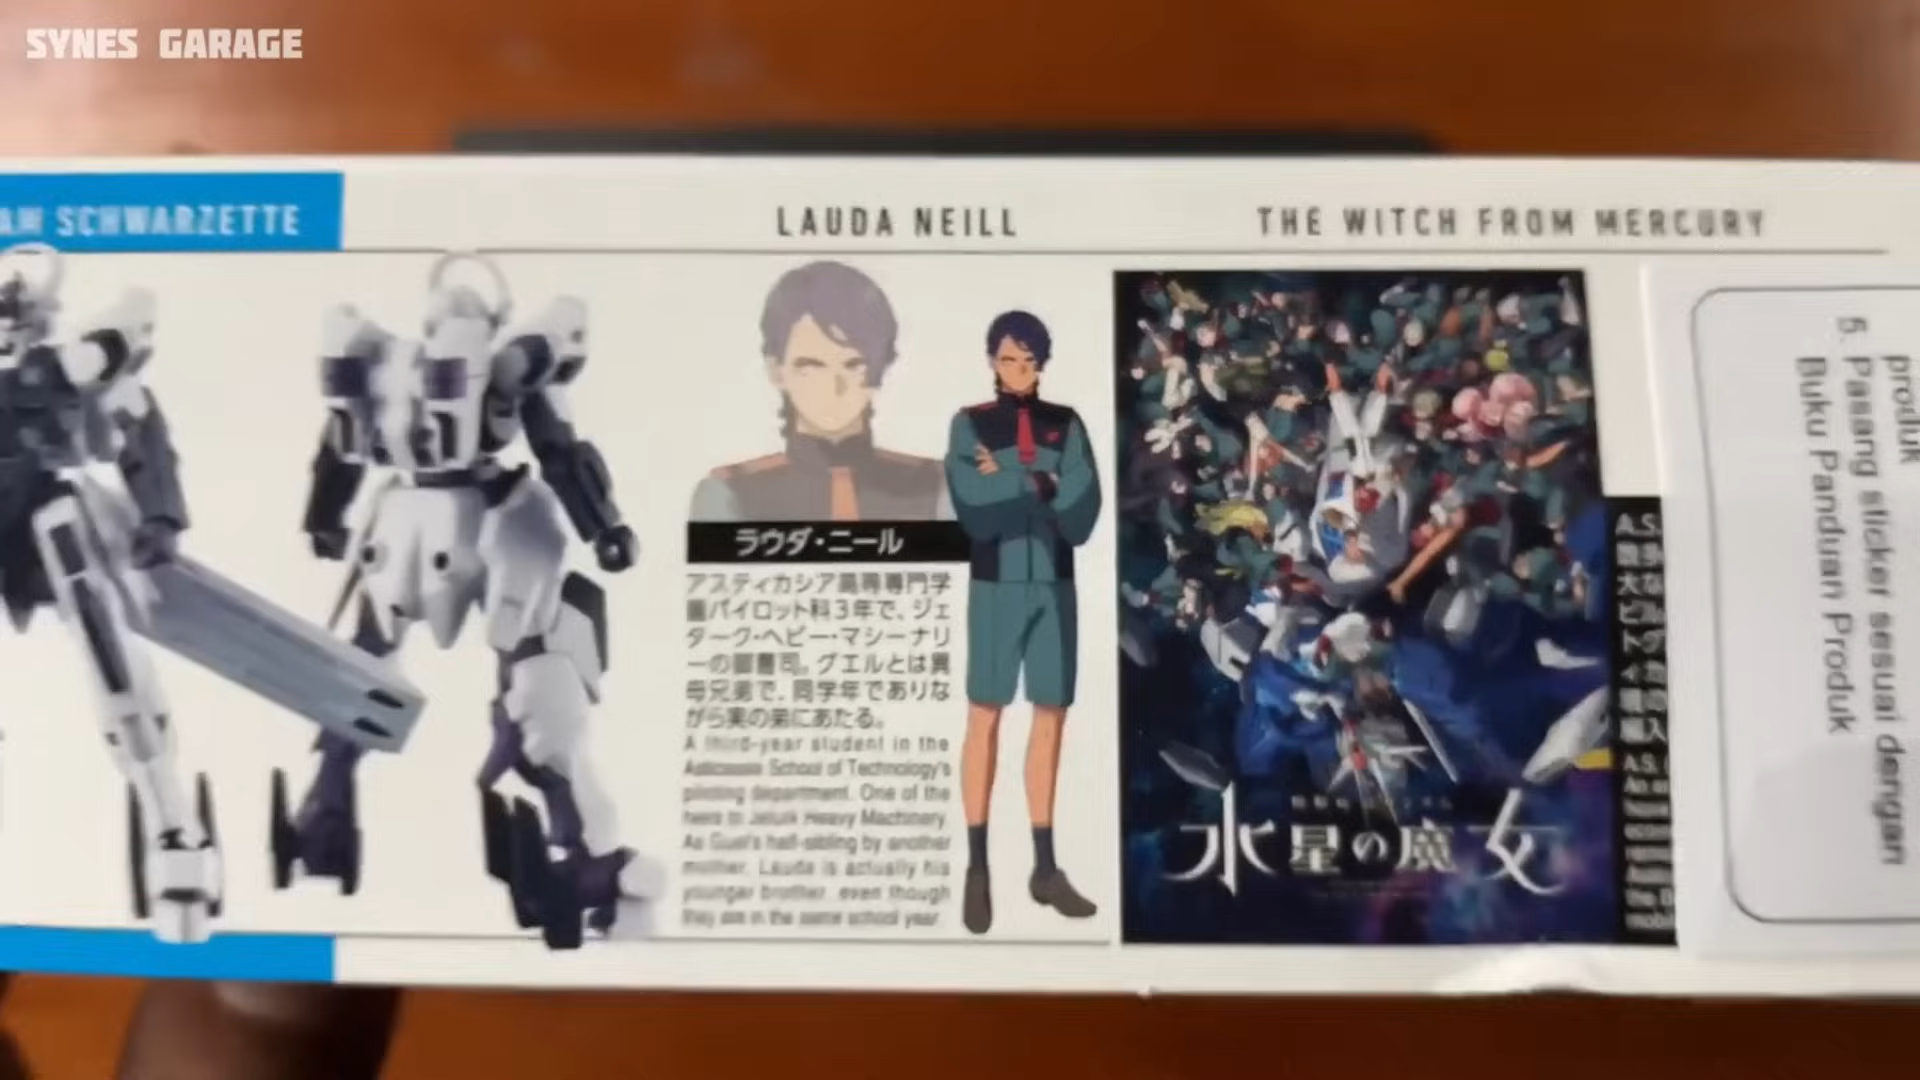 SYNES GARAGE
SCHWARZETTE
LAUDA NEILL
THE WITCH FROM MERCURY
ラウダ・ニール
アスティカシア高等専門学
園パイロット科3年で、ジェ
ターク・ヘビー・マシーナリ
ーの御曹司。グエルとは異
母兄弟で、同学年でありな
がら実の弟にあたる。
A third-year student in the
Asticassia School of Technology's
piloting department. One of the
heirs to Jeturk Heavy Machinery.
As Guel's half-sibling by another
mother, Lauda is actually his
younger brother, even though
they are in the same school year.
水星の魔女
A.S.
A.S.
produk
5. Pasang sticker sesuai dengan
Buku Panduan Produk